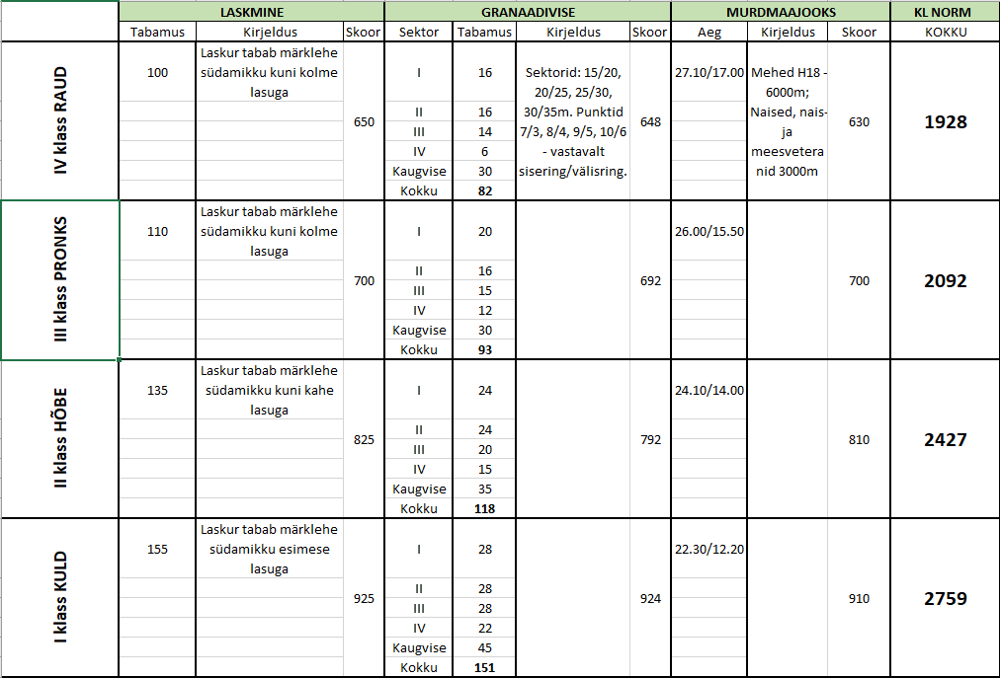 LASKMINE GRANAADIVISE MURDMAAJOOKS KL NORM
Tabamus Kirjeldus Skoor Sektor Tabamus Kirjeldus Skoor Aeg Kirjeldus Skoor KOKKU
IV klass RAUD
100
Laskur tabab märklehe
südamikku kuni kolme
lasuga
650
I 16
II 16
III 14
IV 6
Kaugvise 30
Kokku 82
Sektorid: 15/20,
20/25, 25/30,
30/35m. Punktid
7/3, 8/4, 9/5, 10/6
- vastavalt
sisering/välisring.
648
27.10/17.00
Mehed H18 -
6000m;
Naised, nais-
ja
meesvetera
nid 3000m
630
1928
III klass PRONKS
110
Laskur tabab märklehe
südamikku kuni kolme
lasuga
700
I 20
II 16
III 15
IV 12
Kaugvise 30
Kokku 93
692
26.00/15.50
700
2092
II klass HÕBE
135
Laskur tabab märklehe
südamikku kuni kahe
lasuga
825
I 24
II 24
III 20
IV 15
Kaugvise 35
Kokku 118
792
24.10/14.00
810
2427
I klass KULD
155
Laskur tabab märklehe
südamikku esimese
lasuga
925
I 28
II 28
III 28
IV 22
Kaugvise 45
Kokku 151
924
22.30/12.20
910
2759